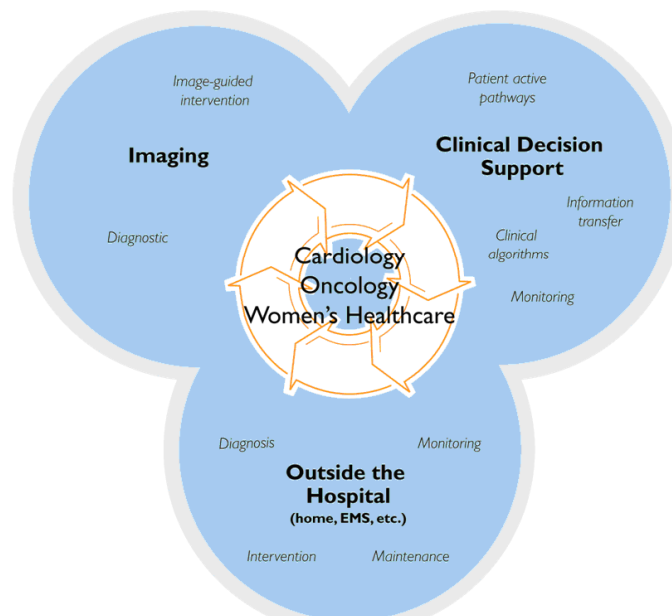 Image-guided
intervention
Imaging
Diagnostic
Patient active
pathways
Clinical Decision
Support
Information
transfer
Clinical
algorithms
Monitoring
Cardiology
Oncology
Women's Healthcare
Diagnosis
Monitoring
Outside the
Hospital
(home, EMS, etc.)
Intervention
Maintenance